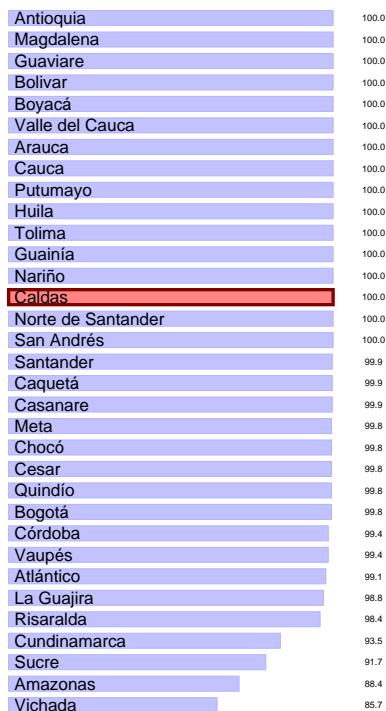 Antioquia 100.0
Magdalena 100.0
Guaviare 100.0
Bolivar 100.0
Boyacá 100.0
Valle del Cauca 100.0
Arauca 100.0
Cauca 100.0
Putumayo 100.0
Huila 100.0
Tolima 100.0
Guainía 100.0
Nariño 100.0
Caldas 100.0
Norte de Santander 100.0
San Andrés 100.0
Santander 99.9
Caquetá 99.9
Casanare 99.9
Meta 99.8
Chocó 99.8
Cesar 99.8
Quindío 99.8
Bogotá 99.8
Córdoba 99.4
Vaupés 99.4
Atlántico 99.1
La Guajira 98.8
Risaralda 98.4
Cundinamarca 93.5
Sucre 91.7
Amazonas 88.4
Vichada 85.7